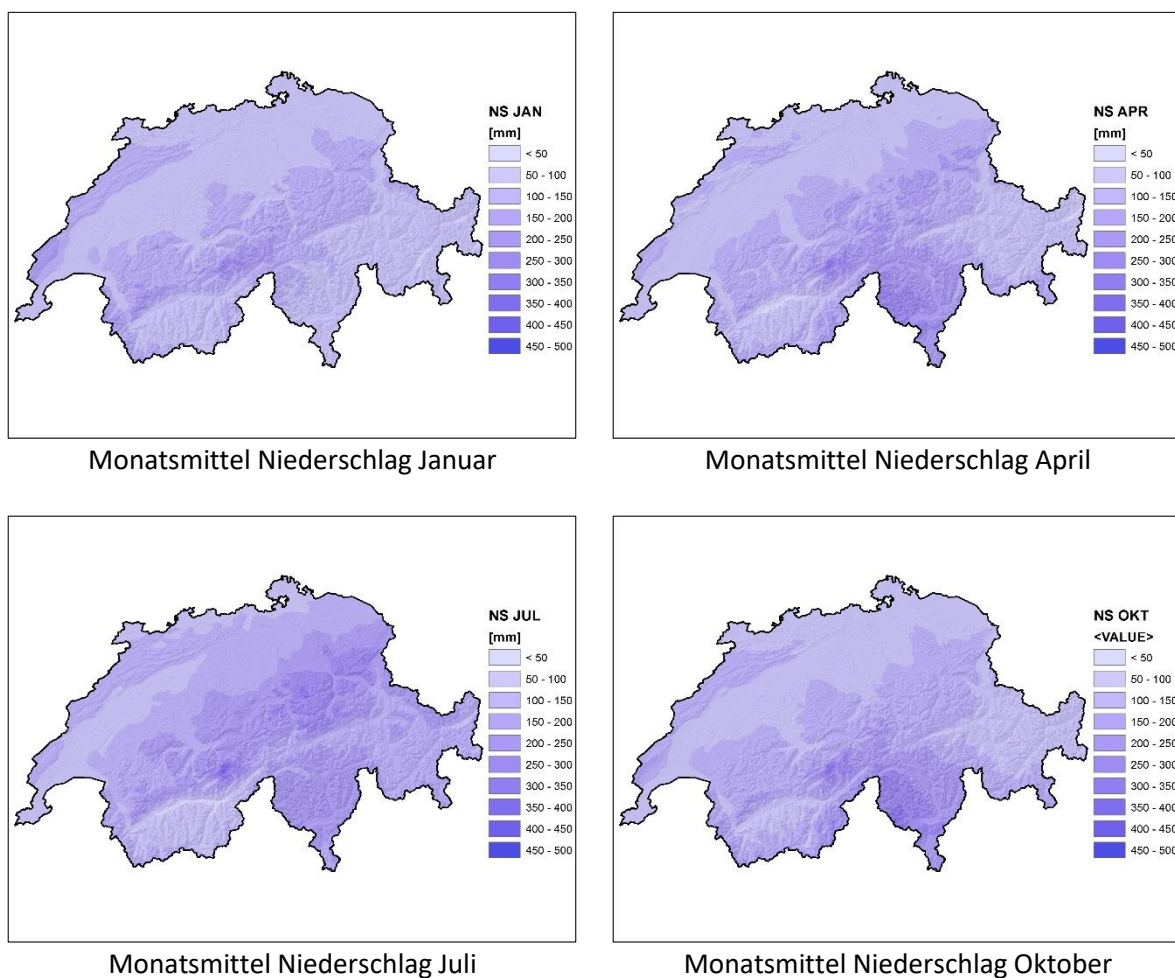 NS JAN
[mm]
< 50
50 - 100
100 - 150
150 - 200
200 - 250
250 - 300
300 - 350
350 - 400
400 - 450
450 - 500
Monatsmittel Niederschlag Januar
NS APR
[mm]
< 50
50 - 100
100 - 150
150 - 200
200 - 250
250 - 300
300 - 350
350 - 400
400 - 450
450 - 500
Monatsmittel Niederschlag April
NS JUL
[mm]
< 50
50 - 100
100 - 150
150 - 200
200 - 250
250 - 300
300 - 350
350 - 400
400 - 450
450 - 500
Monatsmittel Niederschlag Juli
NS OKT
<VALUE>
< 50
50 - 100
100 - 150
150 - 200
200 - 250
250 - 300
300 - 350
350 - 400
400 - 450
450 - 500
Monatsmittel Niederschlag Oktober